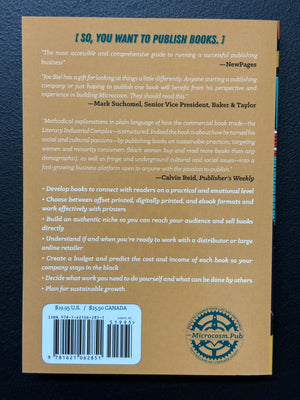 [ SO, YOU WANT TO PUBLISH BOOKS. ]
"The most accessible and comprehensive guide to running a successful publishing
business"
—NewPages
"Joe Biel has a gift for looking at things a little differently. Anyone starting a publishing
company or just hoping to publish one book will benefit from his perspective and
experience in building Microcosm. They should read this."
—Mark Suchomel, Senior Vice President, Baker & Taylor
"Methodical explanations in plain language of how the commercial book trade—the
Literary Industrial Complex—is structured. Indeed the book is about how he turned his
social and cultural passions—by publishing books on sustainable practices, targeting
women and minority consumers (black women buy and read more books than any
demographic), as well as fringe and underground cultural and social issues—into a
fast-growing business platform open to anyone with the passion to publish."
—Calvin Reid, Publisher's Weekly
• Develop books to connect with readers on a practical and emotional level
• Choose between offset printed, digitally printed, and ebook formats and
work effectively with printers
• Build an authentic niche so you can reach your audience and sell books
directly
• Understand if and when you're ready to work with a distributor or large
online retailer
• Create a budget and predict the cost and income of each book so your
company stays in the black
• Decide what work you need to do yourself and what can be done by others
• Plan for sustainable growth
$19.95 U.S. / $25.50 CANADA
ISBN 978-1-62106-285-1
51995>
9 781621 062851
Microcosm.Pub